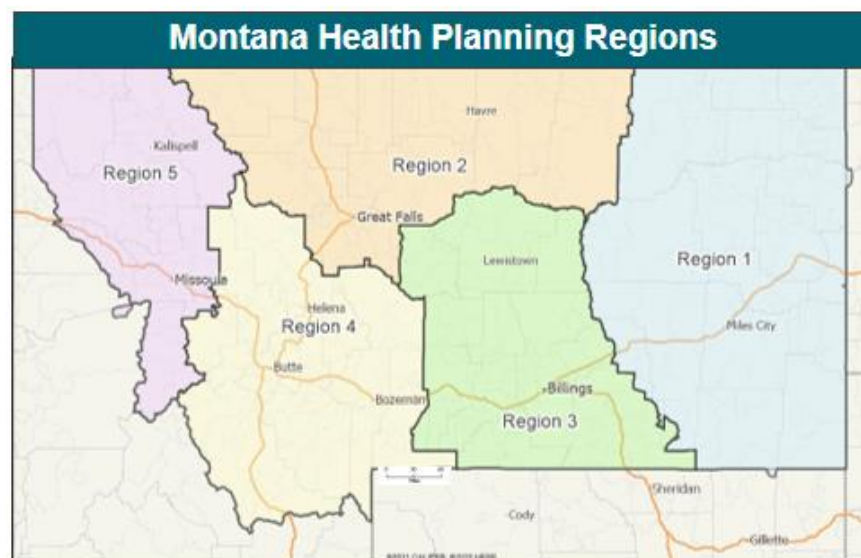 Montana Health Planning Regions
Havre
Kalispell
Region 2
Region 5
Great Falls
Lewistown
Region 1
Missoula
Helena
Region 4
Miles City
Butte
Billings
Bozeman
Region 3
Sheridan
Cody
Gillette